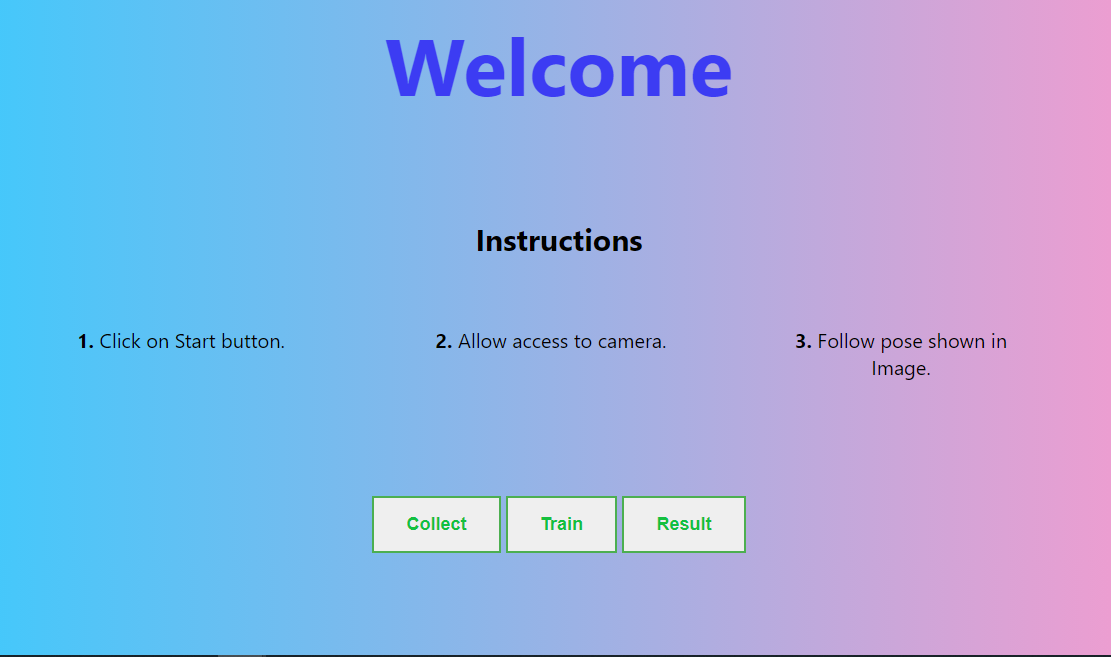 Welcome
Instructions
1. Click on Start button.
2. Allow access to camera.
3. Follow pose shown in
Image.
Collect
Train
Result